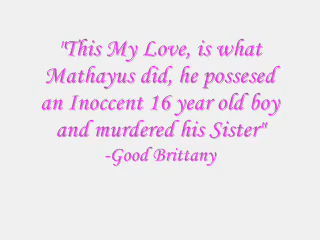 "This My Love, is what
Mathayus did, he possesed
an Inoccent 16 year old boy
and murdered his Sister"
-Good Brittany